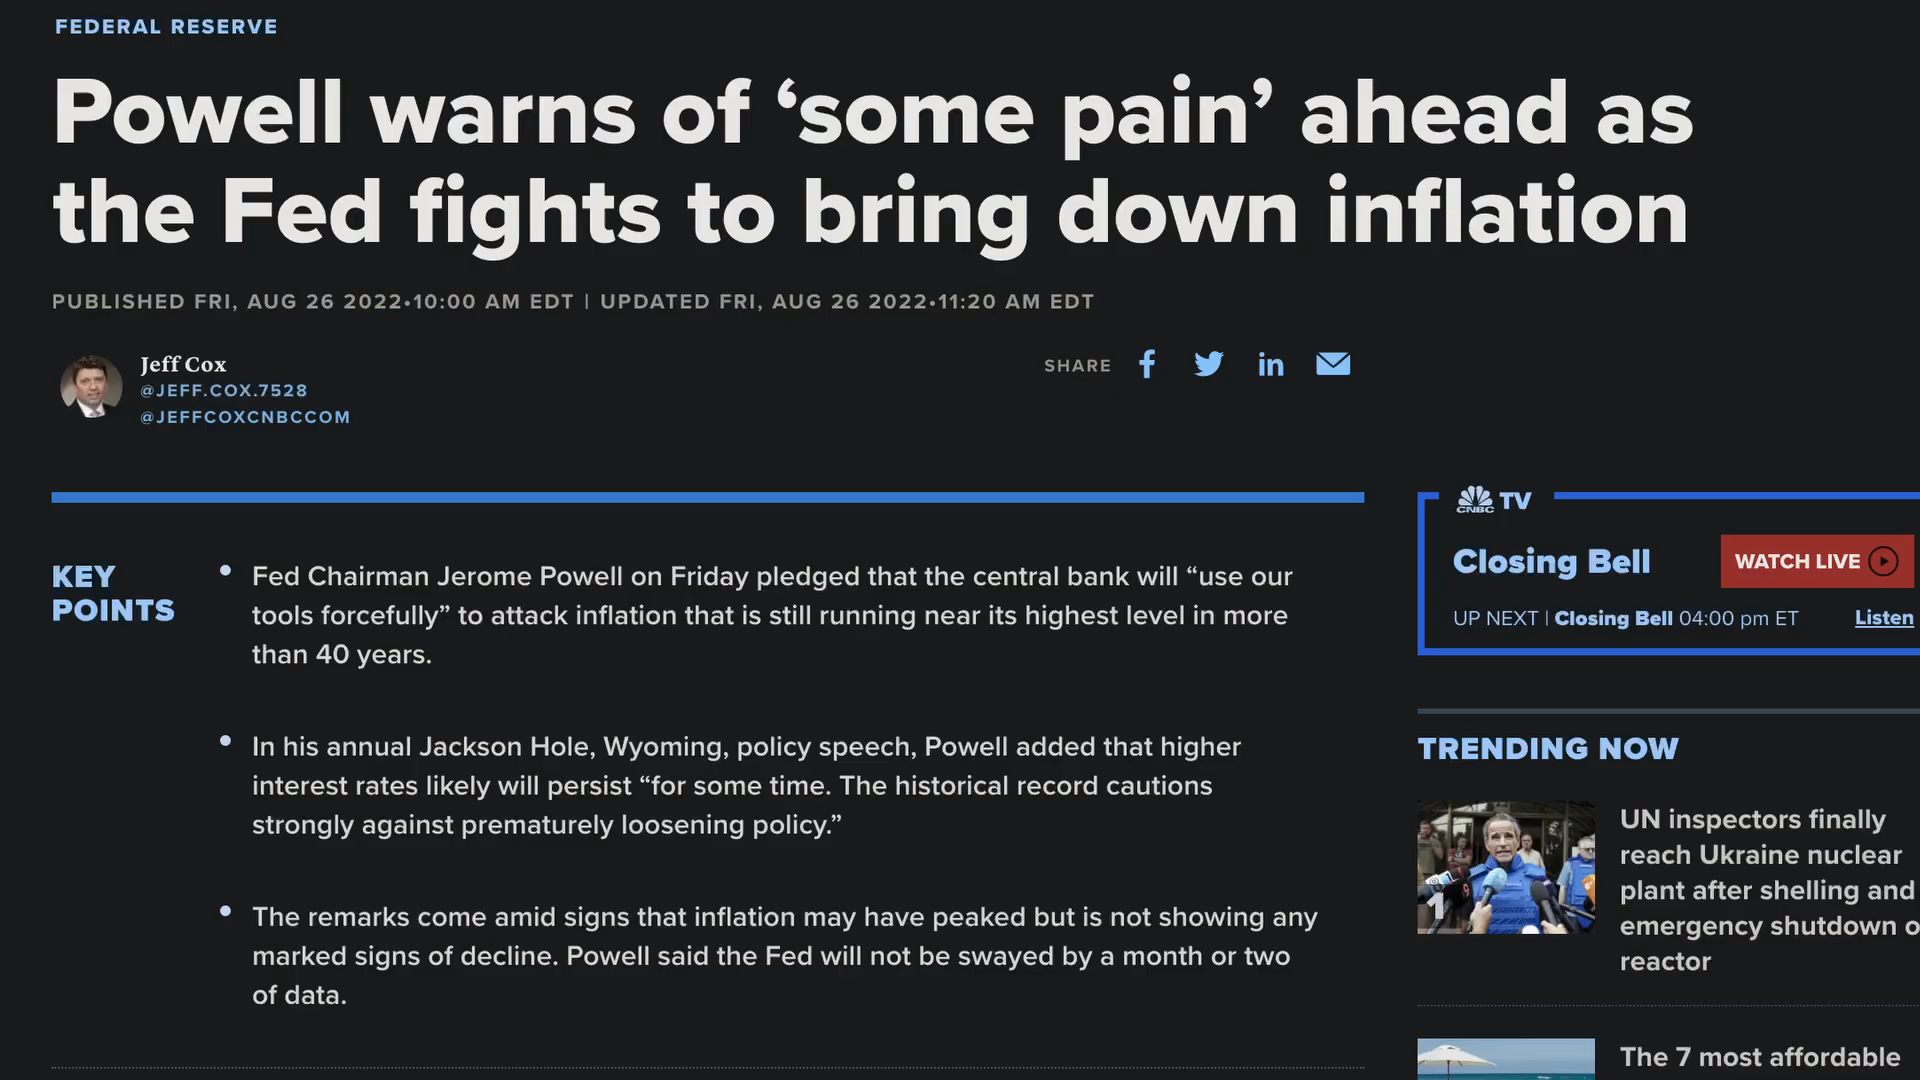 FEDERAL RESERVE
Powell warns of ‘some pain’ ahead as
the Fed fights to bring down inflation
PUBLISHED FRI, AUG 26 2022•10:00 AM EDT | UPDATED FRI, AUG 26 2022•11:20 AM EDT
Jeff Cox
@JEFF.COX.7528
@JEFFCOXCNBCCOM
SHARE
KEY
POINTS
Fed Chairman Jerome Powell on Friday pledged that the central bank will “use our
tools forcefully” to attack inflation that is still running near its highest level in more
than 40 years.
In his annual Jackson Hole, Wyoming, policy speech, Powell added that higher
interest rates likely will persist “for some time. The historical record cautions
strongly against prematurely loosening policy.”
The remarks come amid signs that inflation may have peaked but is not showing any
marked signs of decline. Powell said the Fed will not be swayed by a month or two
of data.
CNBC TV
Closing Bell
WATCH LIVE
UP NEXT | Closing Bell 04:00 pm ET
Listen
TRENDING NOW
1
UN inspectors finally
reach Ukraine nuclear
plant after shelling and
emergency shutdown o
reactor
The 7 most affordable